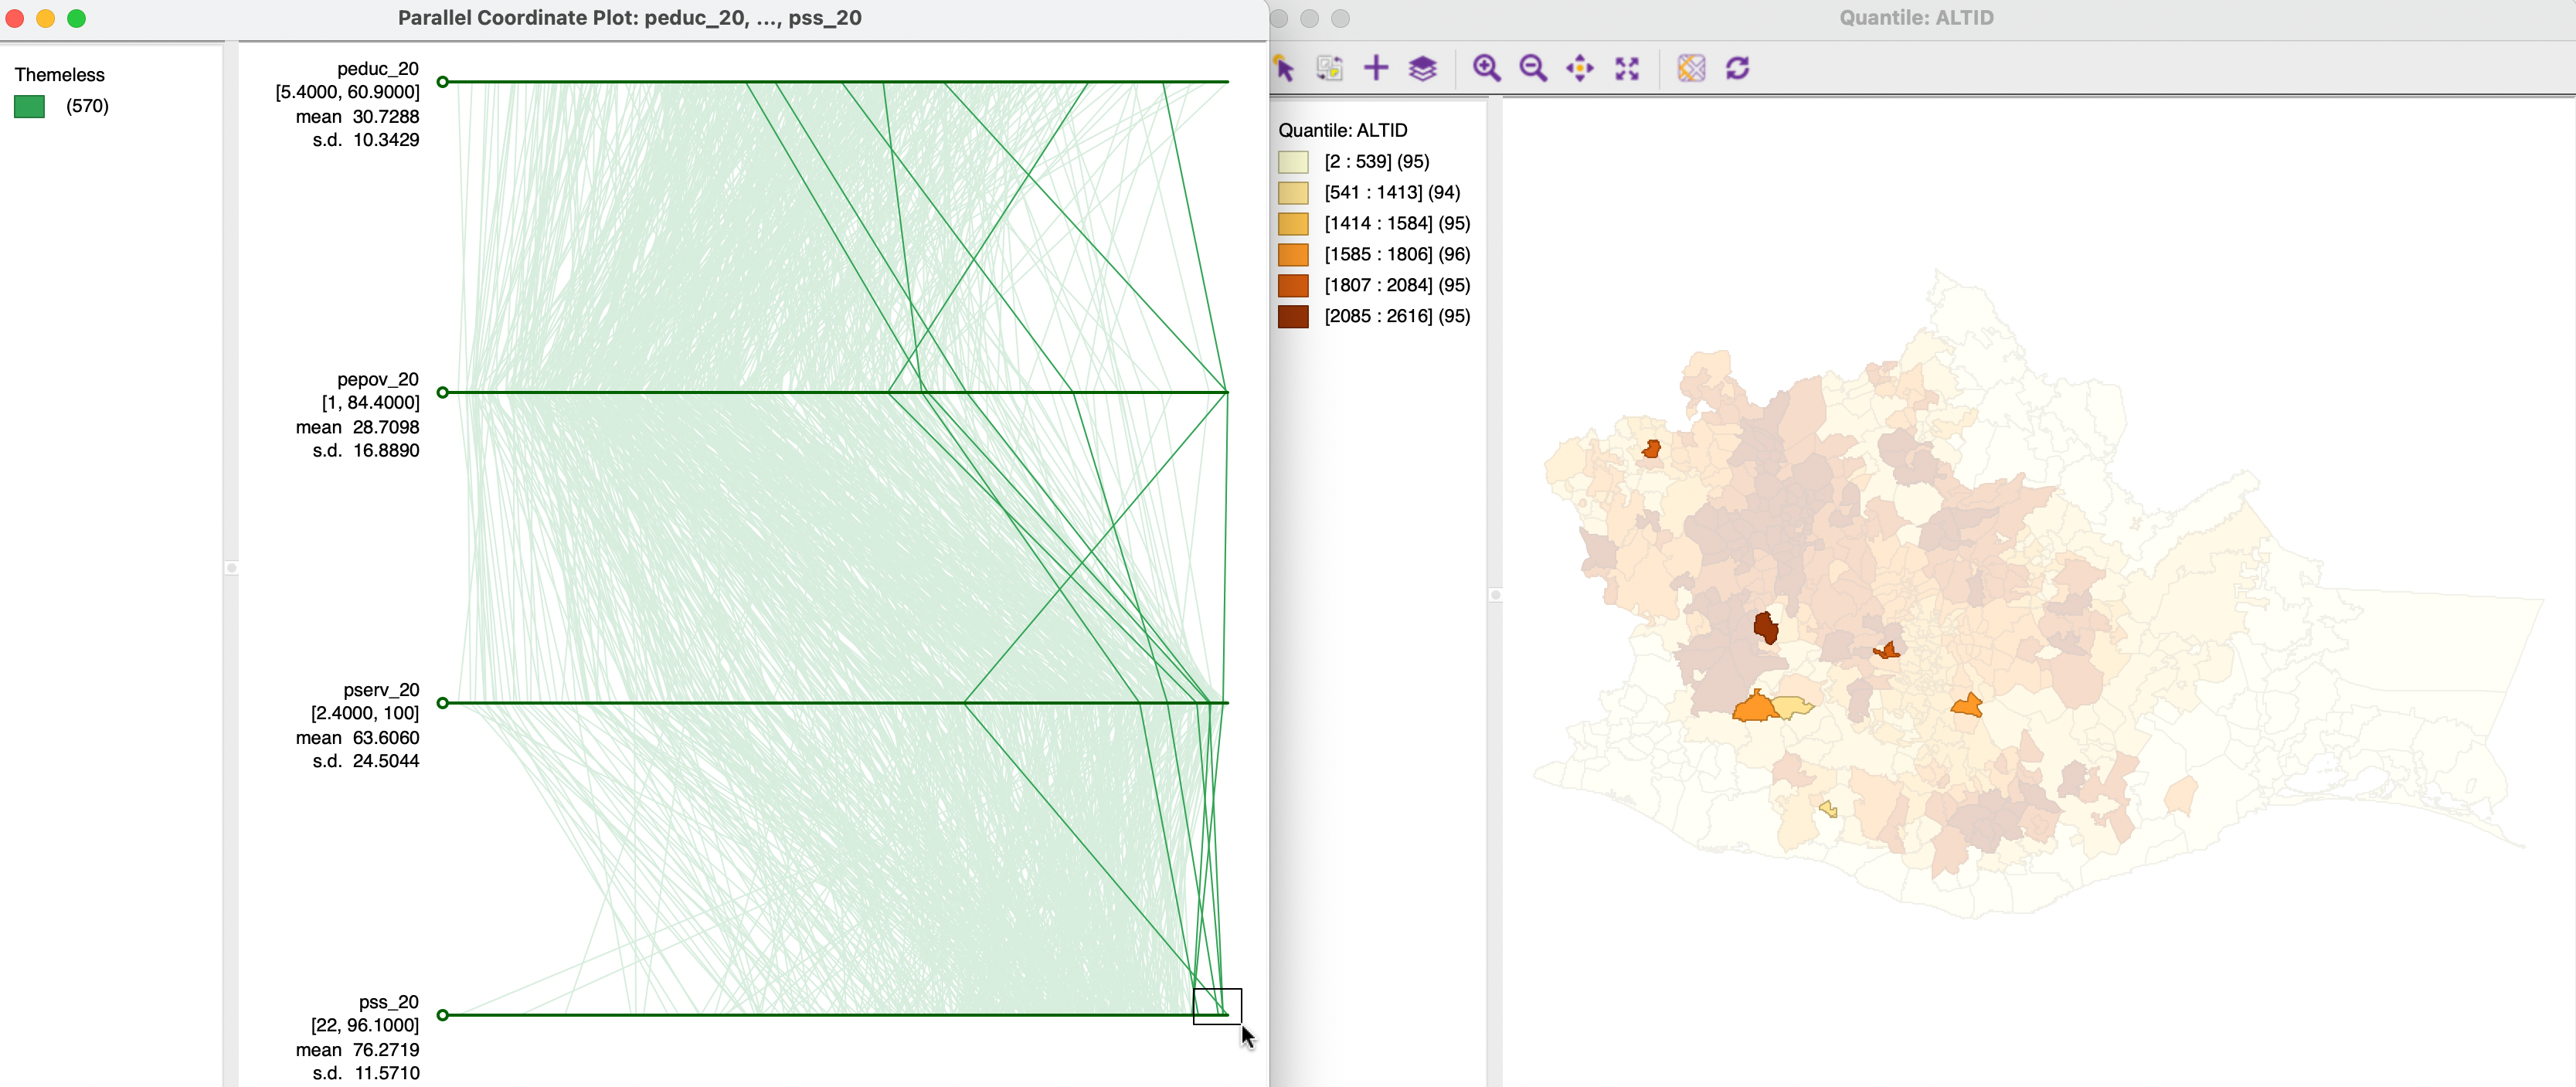 Parallel Coordinate Plot: peduc_20, ..., pss_20
Themeless
(570)
peduc_20
[5.4000, 60.9000]
mean 30.7288
s.d. 10.3429
pepov_20
[1, 84.4000]
mean 28.7098
s.d. 16.8890
pserv_20
[2.4000, 100]
mean 63.6060
s.d. 24.5044
pss_20
[22, 96.1000]
mean 76.2719
s.d. 11.5710
Quantile: ALTID
Quantile: ALTID
[2 : 539] (95)
[541 : 1413] (94)
[1414 : 1584] (95)
[1585 : 1806] (96)
[1807 : 2084] (95)
[2085 : 2616] (95)